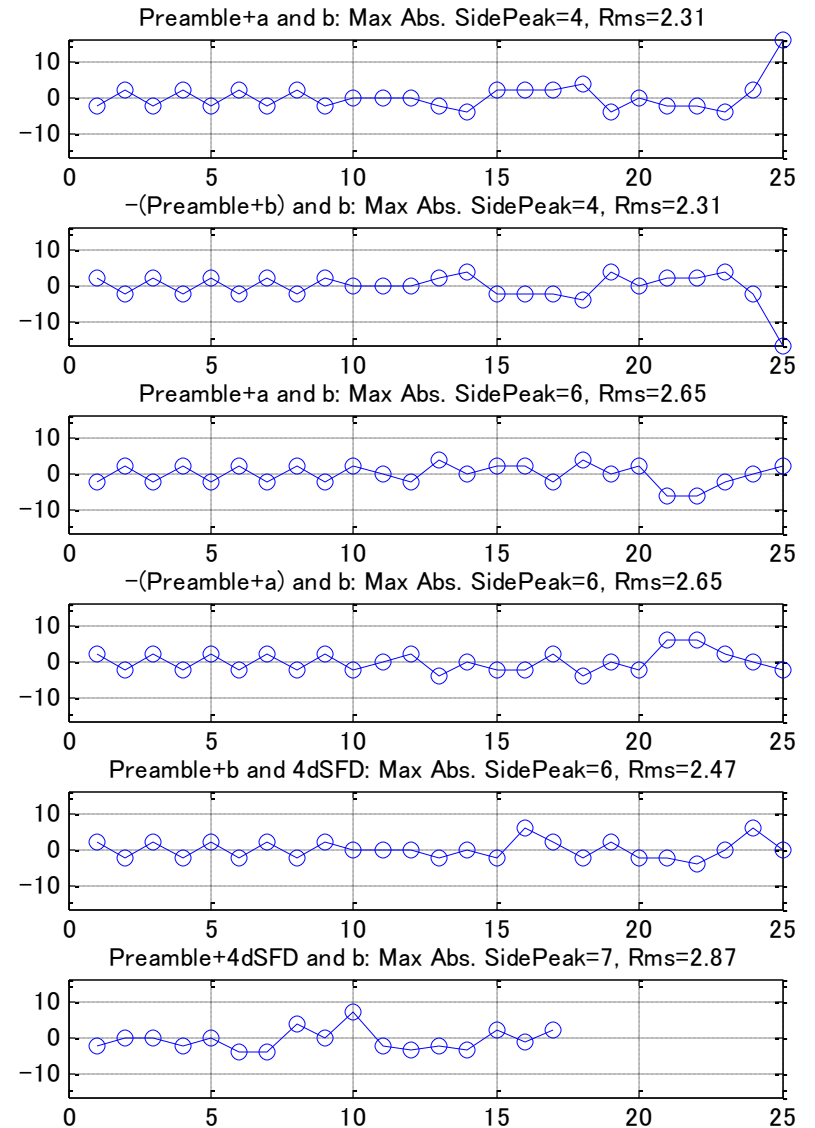 Preamble+a and b: Max Abs. SidePeak=4, Rms=2.31
10
0
−10
0 5 10 15 20 25
−(Preamble+b) and b: Max Abs. SidePeak=4, Rms=2.31
10
0
−10
0 5 10 15 20 25
Preamble+a and b: Max Abs. SidePeak=6, Rms=2.65
10
0
−10
0 5 10 15 20 25
−(Preamble+a) and b: Max Abs. SidePeak=6, Rms=2.65
10
0
−10
0 5 10 15 20 25
Preamble+b and 4dSFD: Max Abs. SidePeak=6, Rms=2.47
10
0
−10
0 5 10 15 20 25
Preamble+4dSFD and b: Max Abs. SidePeak=7, Rms=2.87
10
0
−10
0 5 10 15 20 25